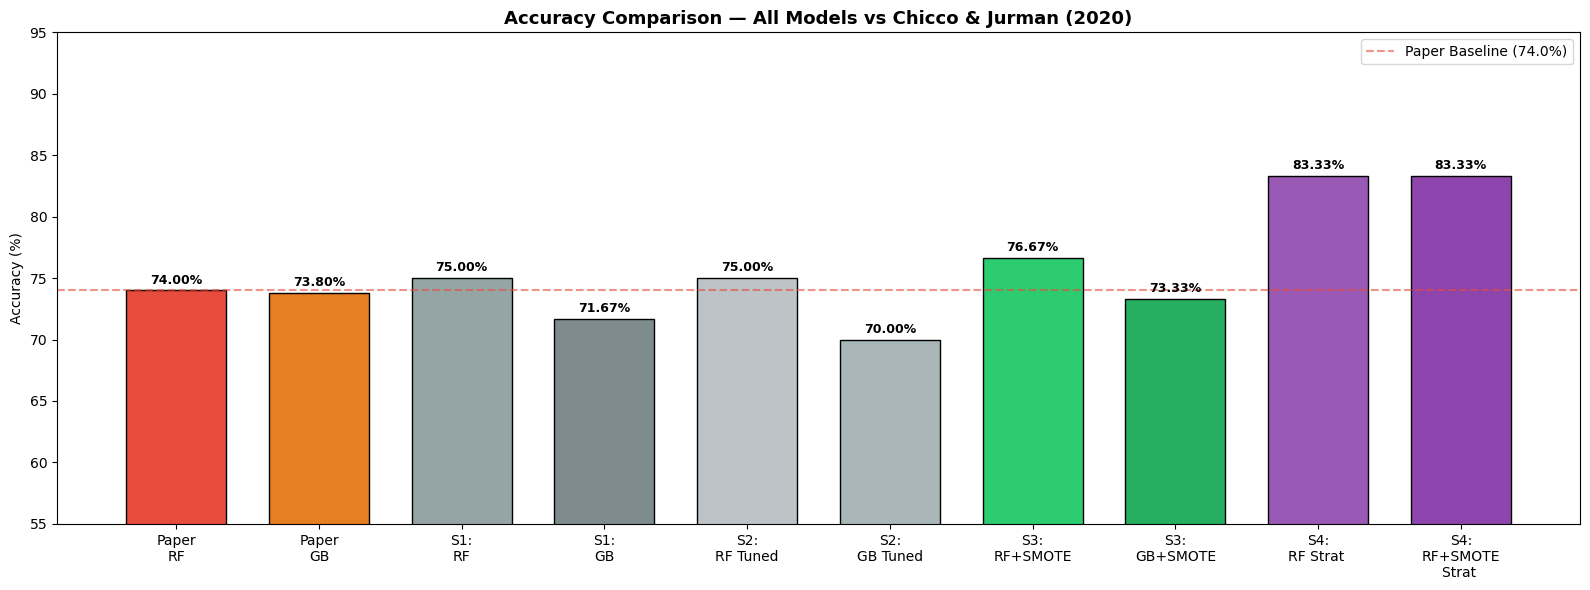 Accuracy Comparison — All Models vs Chicco & Jurman (2020)
Paper Baseline (74.0%)
Accuracy (%)
95
90
85
80
75
70
65
60
55
74.00%
73.80%
75.00%
71.67%
75.00%
70.00%
76.67%
73.33%
83.33%
83.33%
Paper
RF
Paper
GB
S1:
RF
S1:
GB
S2:
RF Tuned
S2:
GB Tuned
S3:
RF+SMOTE
S3:
GB+SMOTE
S4:
RF Strat
S4:
RF+SMOTE
Strat